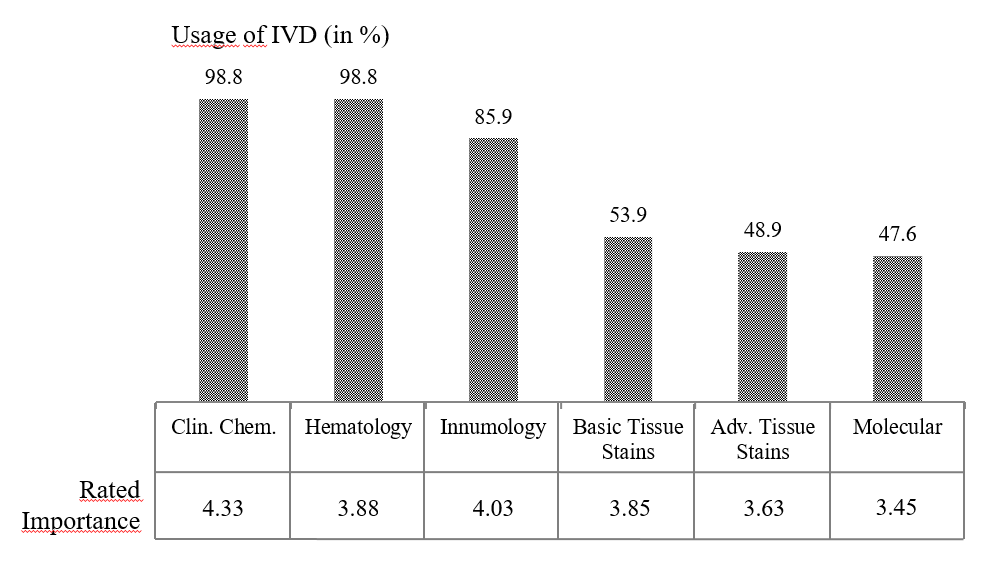 Usage of IVD (in %)
98.8 98.8
85.9
53.9
48.9
47.6
Clin. Chem. Hematology Innumology Basic Tissue Stains Adv. Tissue Stains Molecular
Rated Importance 4.33 3.88 4.03 3.85 3.63 3.45